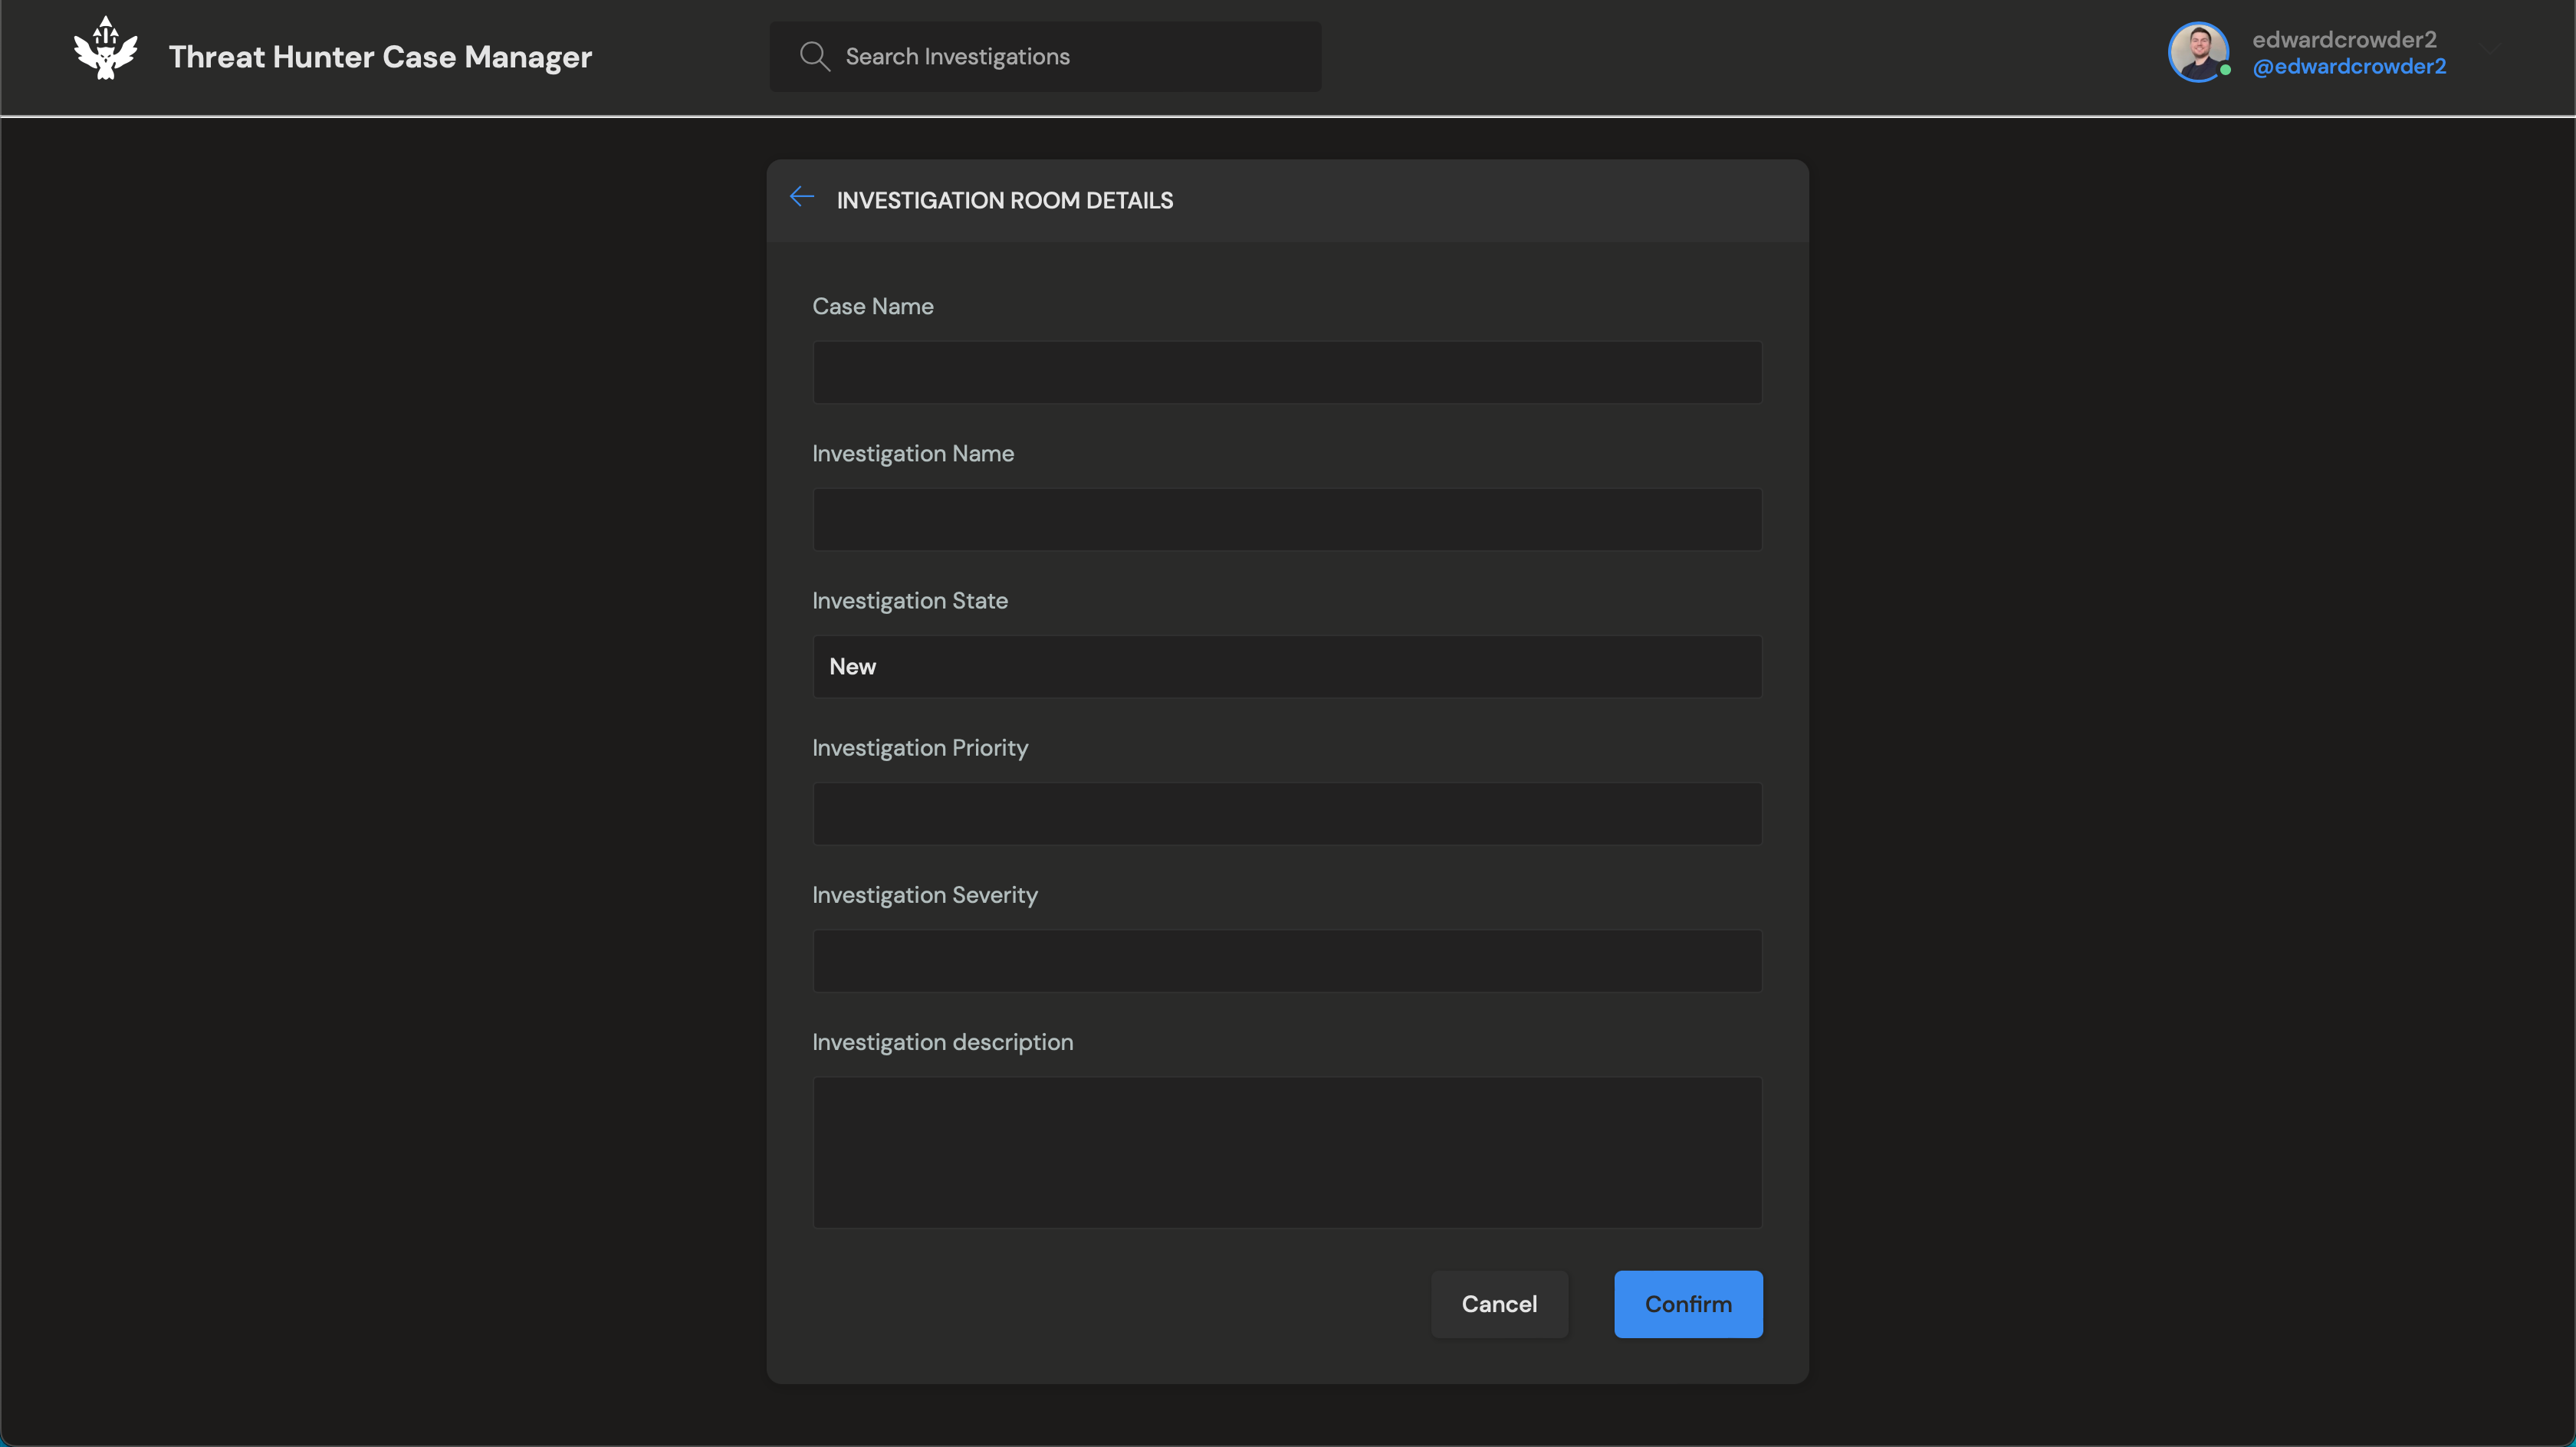 Threat Hunter Case Manager
Search Investigations
edwardcrowder2
@edwardcrowder2
INVESTIGATION ROOM DETAILS
Case Name
Investigation Name
Investigation State
New
Investigation Priority
Investigation Severity
Investigation description
Cancel
Confirm